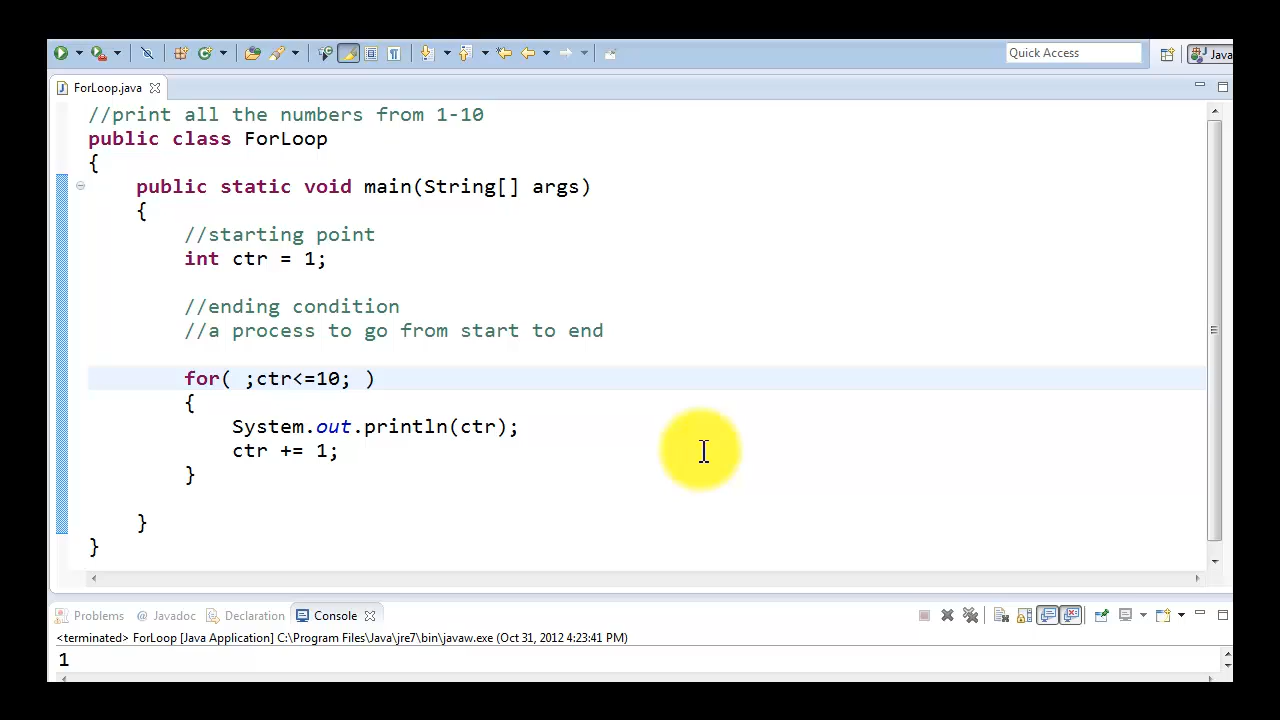 Quick Access
Java
ForLoop.java
//print all the numbers from 1-10
public class ForLoop
{
public static void main(String[] args)
{
//starting point
int ctr = 1;
//ending condition
//a process to go from start to end
for( ;ctr<=10; )
{
System.out.println(ctr);
ctr += 1;
}
}
}
Problems @ Javadoc Declaration Console
<terminated> ForLoop [Java Application] C:\Program Files\Java\jre7\bin\javaw.exe (Oct 31, 2012 4:23:41 PM)
1